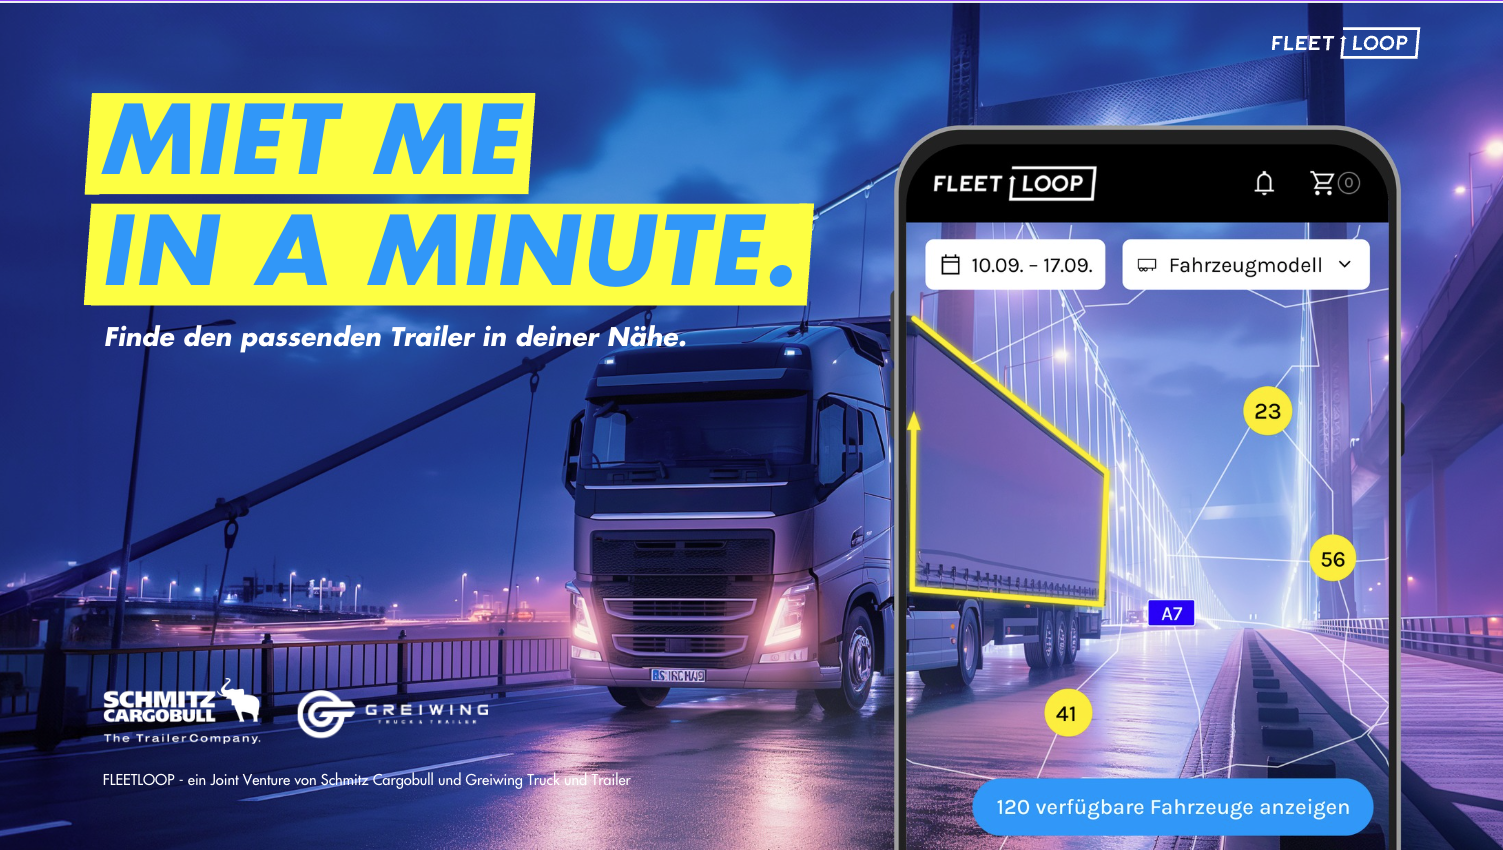 FLEET LOOP
MIET ME
IN A MINUTE.
Finde den passenden Trailer in deiner Nähe.
FLEET LOOP
0
10.09. – 17.09.
Fahrzeugmodell
23
56
A7
41
120 verfügbare Fahrzeuge anzeigen
SCHMITZ
CARGOBULL
The Trailer Company.
GREIWING
TRUCK & TRAILER
FLEETLOOP - ein Joint Venture von Schmitz Cargobull und Greiwing Truck und Trailer